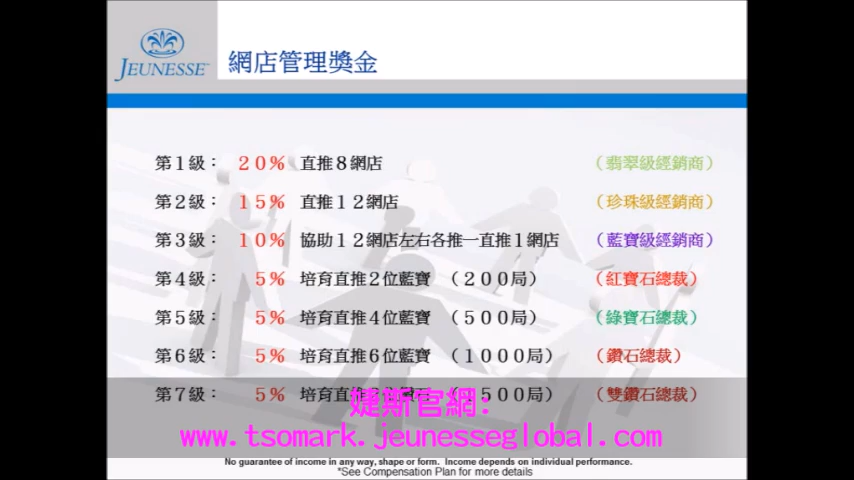 JEUNESSE
網店管理獎金
第1級： 20% 直推8網店 （翡翠級經銷商）
第2級： 15% 直推12網店 （珍珠級經銷商）
第3級： 10% 協助12網店左右各推一直推1網店 （藍寶級經銷商）
第4級： 5% 培育直推2位藍寶 （200局） （紅寶石總裁）
第5級： 5% 培育直推4位藍寶 （500局） （綠寶石總裁）
第6級： 5% 培育直推6位藍寶 （1000局） （鑽石總裁）
第7級： 5% 培育直推 500局） （雙鑽石總裁）
婕斯官網:
www.tsomark.jeunesseglobal.com
No guarantee of income in any way, shape or form. Income depends on individual performance.
*See Compensation Plan for more details